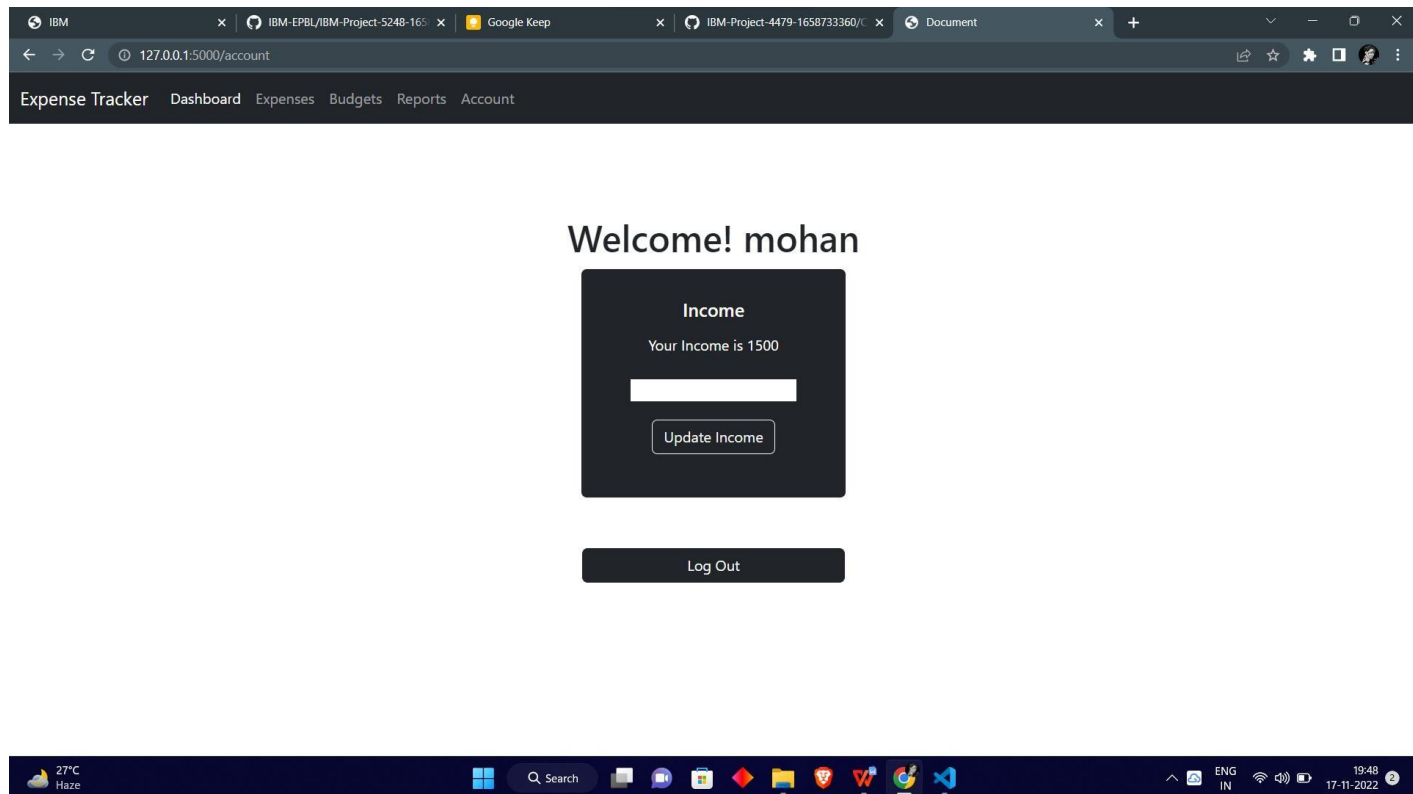 IBM
IBM-EPBL/IBM-Project-5248-165
Google Keep
IBM-Project-4479-1658733360/C
Document
127.0.0.1:5000/account
Expense Tracker Dashboard Expenses Budgets Reports Account
Welcome! mohan
Income
Your Income is 1500
Update Income
Log Out
27°C
Haze
Search
ENG
IN
19:48
17-11-2022
2